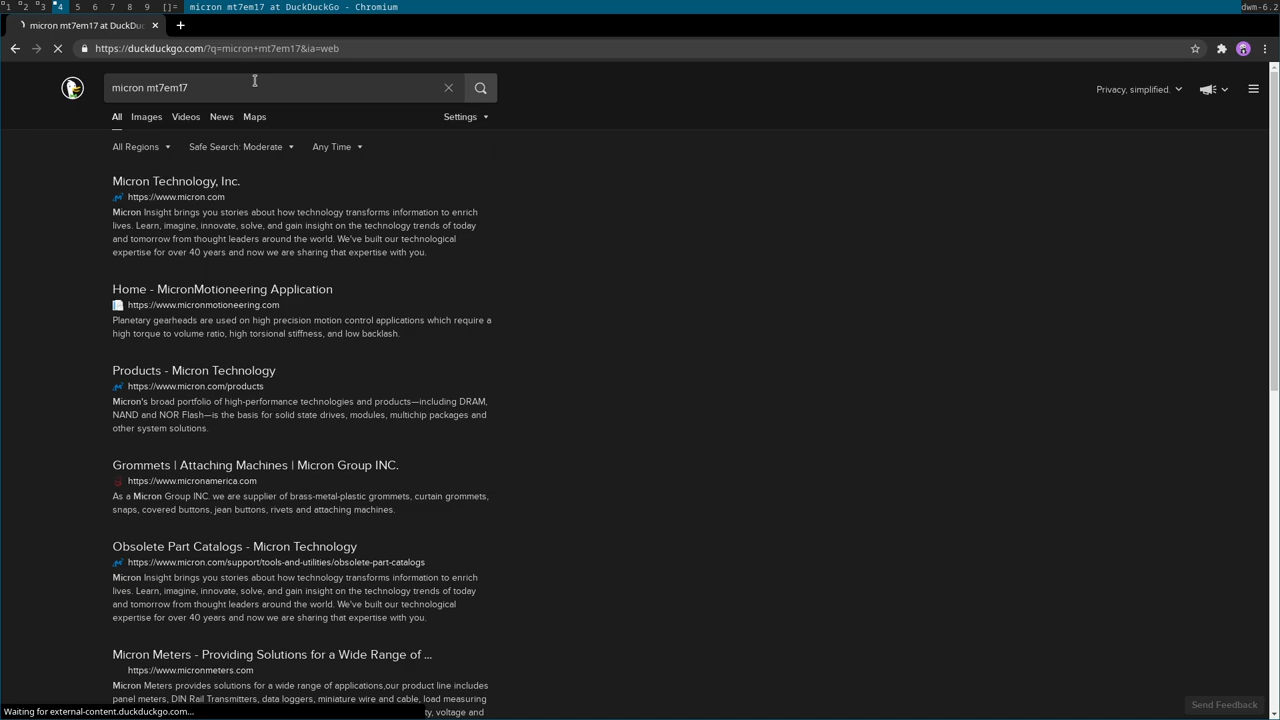 1 2 3 4 5 6 7 8 9 []= micron mt7em17 at DuckDuckGo - Chromium dwm-6.2
micron mt7em17 at DuckDuc
https://duckduckgo.com/?q=micron+mt7em17&ia=web
micron mt7em17
Privacy, simplified.
All Images Videos News Maps Settings
All Regions Safe Search: Moderate Any Time
Micron Technology, Inc.
https://www.micron.com
Micron Insight brings you stories about how technology transforms information to enrich
lives. Learn, imagine, innovate, solve, and gain insight on the technology trends of today
and tomorrow from thought leaders around the world. We've built our technological
expertise for over 40 years and now we are sharing that expertise with you.
Home - MicronMotioneering Application
https://www.micronmotioneering.com
Planetary gearheads are used on high precision motion control applications which require a
high torque to volume ratio, high torsional stiffness, and low backlash.
Products - Micron Technology
https://www.micron.com/products
Micron's broad portfolio of high-performance technologies and products—including DRAM,
NAND and NOR Flash—is the basis for solid state drives, modules, multichip packages and
other system solutions.
Grommets | Attaching Machines | Micron Group INC.
https://www.micronamerica.com
As a Micron Group INC. we are supplier of brass-metal-plastic grommets, curtain grommets,
snaps, covered buttons, jean buttons, rivets and attaching machines.
Obsolete Part Catalogs - Micron Technology
https://www.micron.com/support/tools-and-utilities/obsolete-part-catalogs
Micron Insight brings you stories about how technology transforms information to enrich
lives. Learn, imagine, innovate, solve, and gain insight on the technology trends of today
and tomorrow from thought leaders around the world. We've built our technological
expertise for over 40 years and now we are sharing that expertise with you.
Micron Meters - Providing Solutions for a Wide Range of ...
https://www.micronmeters.com
Micron Meters provides solutions for a wide range of applications,our product line includes
panel meters, DIN Rail Transmitters, data loggers, miniature wire and cable, load measuring
ty, voltage and
Waiting for external-content.duckduckgo.com...
Send Feedback